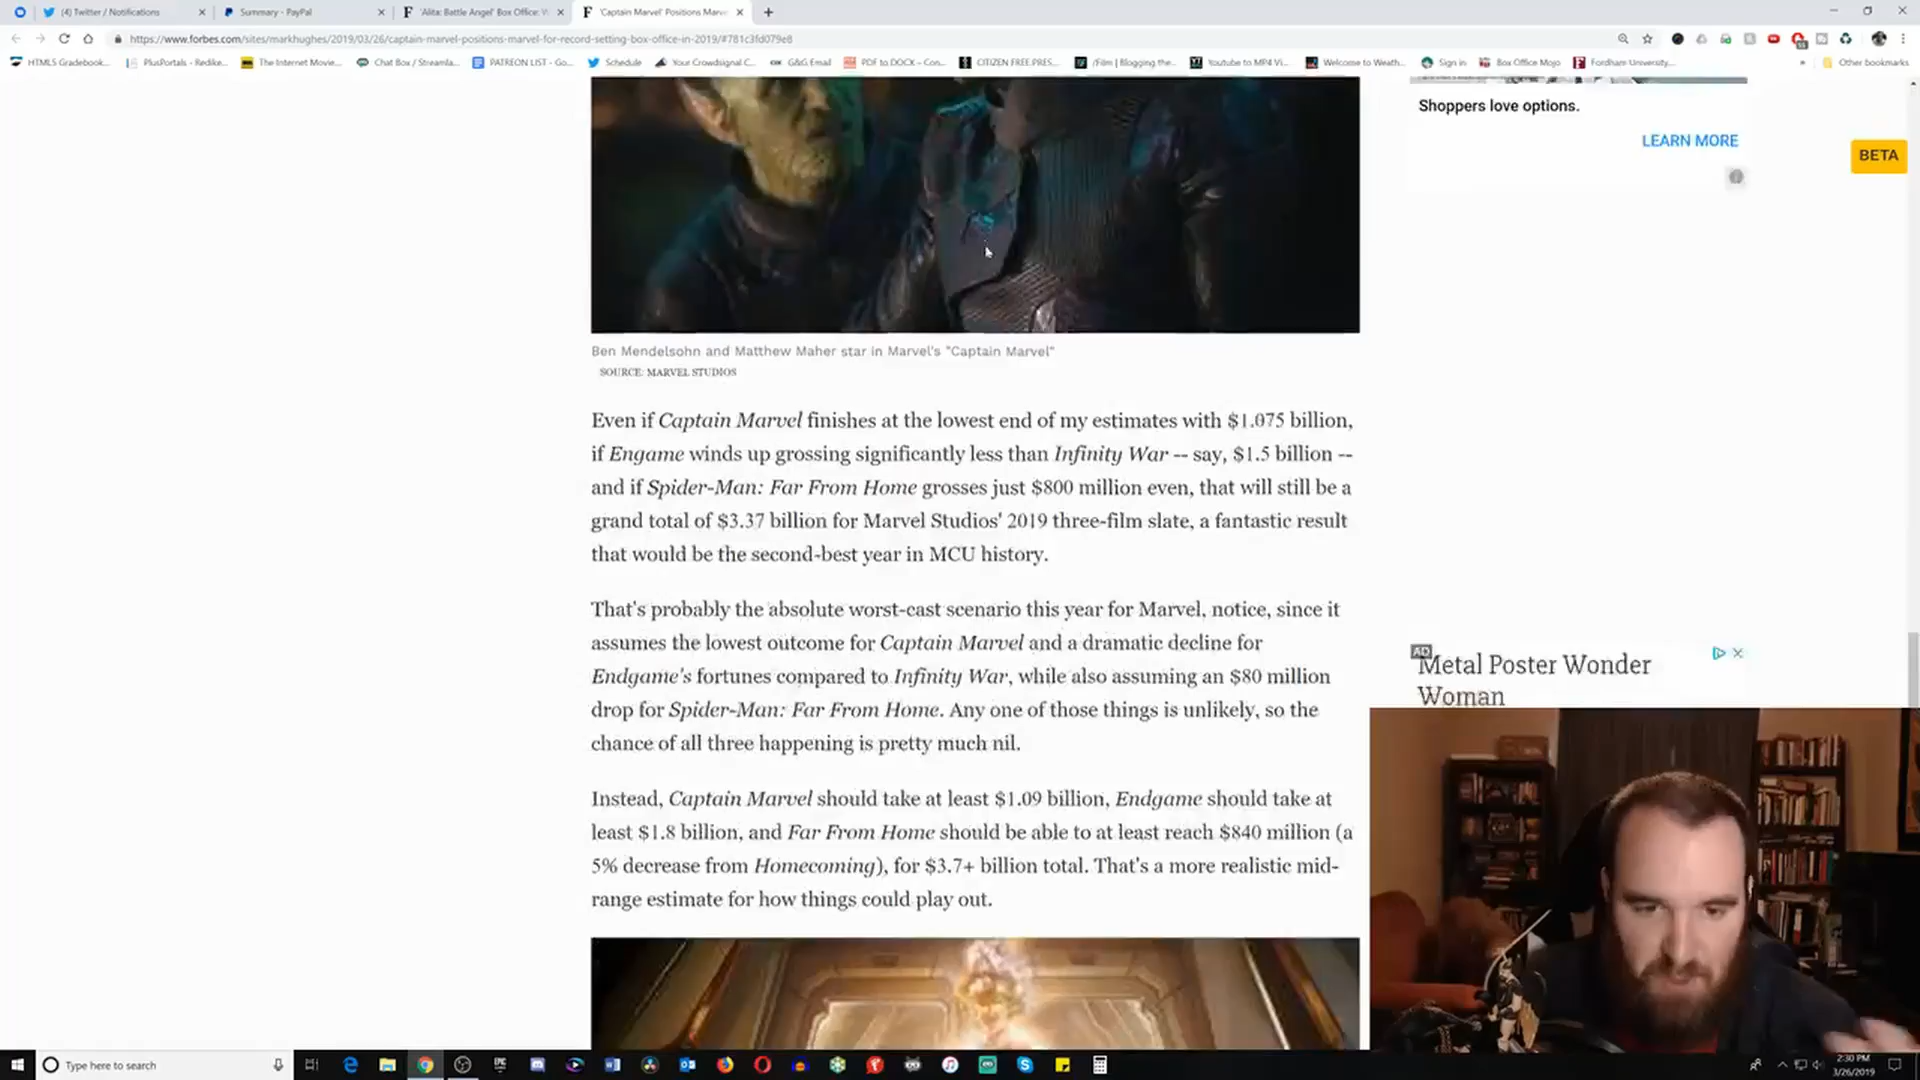 (4) Twitter / Notifications
Summary - PayPal
'Alita: Battle Angel' Box Office: W
'Captain Marvel' Positions Marv
https://www.forbes.com/sites/markhughes/2019/03/26/captain-marvel-positions-marvel-for-record-setting-box-office-in-2019/#781c3fd079e8
HTML5 Gradebook...
PlusPortals - Redike...
The Internet Movie...
Chat Box / Streamla...
PATREON LIST - Go...
Schedule
Your Crowdsignal C...
G&G Email
PDF to DOCX – Con...
CITIZEN FREE PRES...
/Film | Blogging the...
Youtube to MP4 Vi...
Welcome to Weath...
Sign in
Box Office Mojo
Fordham University...
»
Other bookmarks
Shoppers love options.
LEARN MORE
BETA
Ben Mendelsohn and Matthew Maher star in Marvel's "Captain Marvel"
SOURCE: MARVEL STUDIOS
Even if Captain Marvel finishes at the lowest end of my estimates with $1.075 billion,
if Engame winds up grossing significantly less than Infinity War -- say, $1.5 billion --
and if Spider-Man: Far From Home grosses just $800 million even, that will still be a
grand total of $3.37 billion for Marvel Studios' 2019 three-film slate, a fantastic result
that would be the second-best year in MCU history.
That's probably the absolute worst-cast scenario this year for Marvel, notice, since it
assumes the lowest outcome for Captain Marvel and a dramatic decline for
Endgame's fortunes compared to Infinity War, while also assuming an $80 million
drop for Spider-Man: Far From Home. Any one of those things is unlikely, so the
chance of all three happening is pretty much nil.
Instead, Captain Marvel should take at least $1.09 billion, Endgame should take at
least $1.8 billion, and Far From Home should be able to at least reach $840 million (a
5% decrease from Homecoming), for $3.7+ billion total. That's a more realistic mid-
range estimate for how things could play out.
AD
Metal Poster Wonder
Woman
Type here to search
2:30 PM
3/26/2019